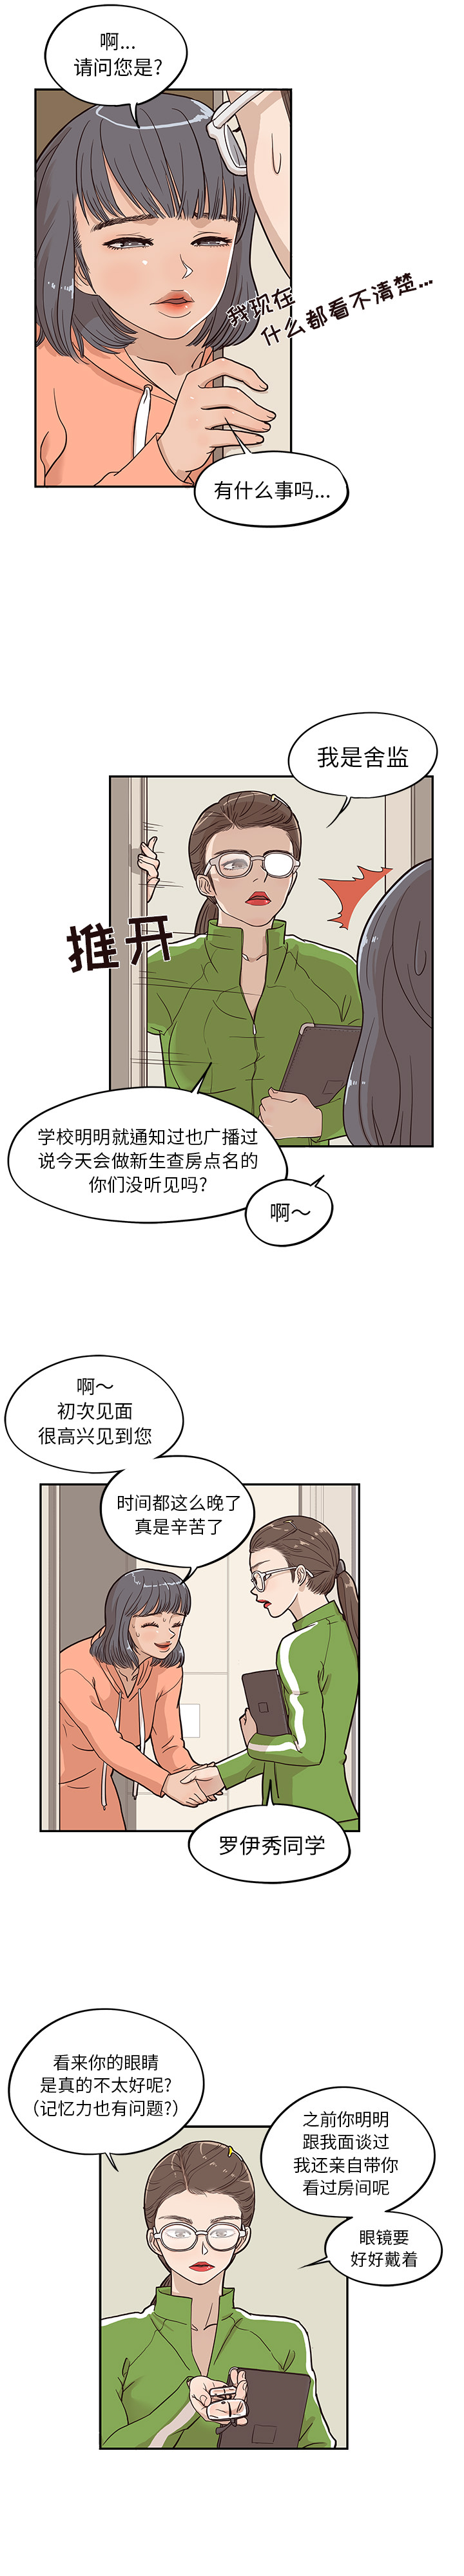 啊...
请问您是?
我现在
什么都看不清楚...
有什么事吗...
我是舍监
推开
学校明明就通知过也广播过
说今天会做新生查房点名的
你们没听见吗?
啊～
啊～
初次见面
很高兴见到您
时间都这么晚了
真是辛苦了
罗伊秀同学
看来你的眼睛
是真的不太好呢?
(记忆力也有问题?)
之前你明明
跟我面谈过
我还亲自带你
看过房间呢
眼镜要
好好戴着